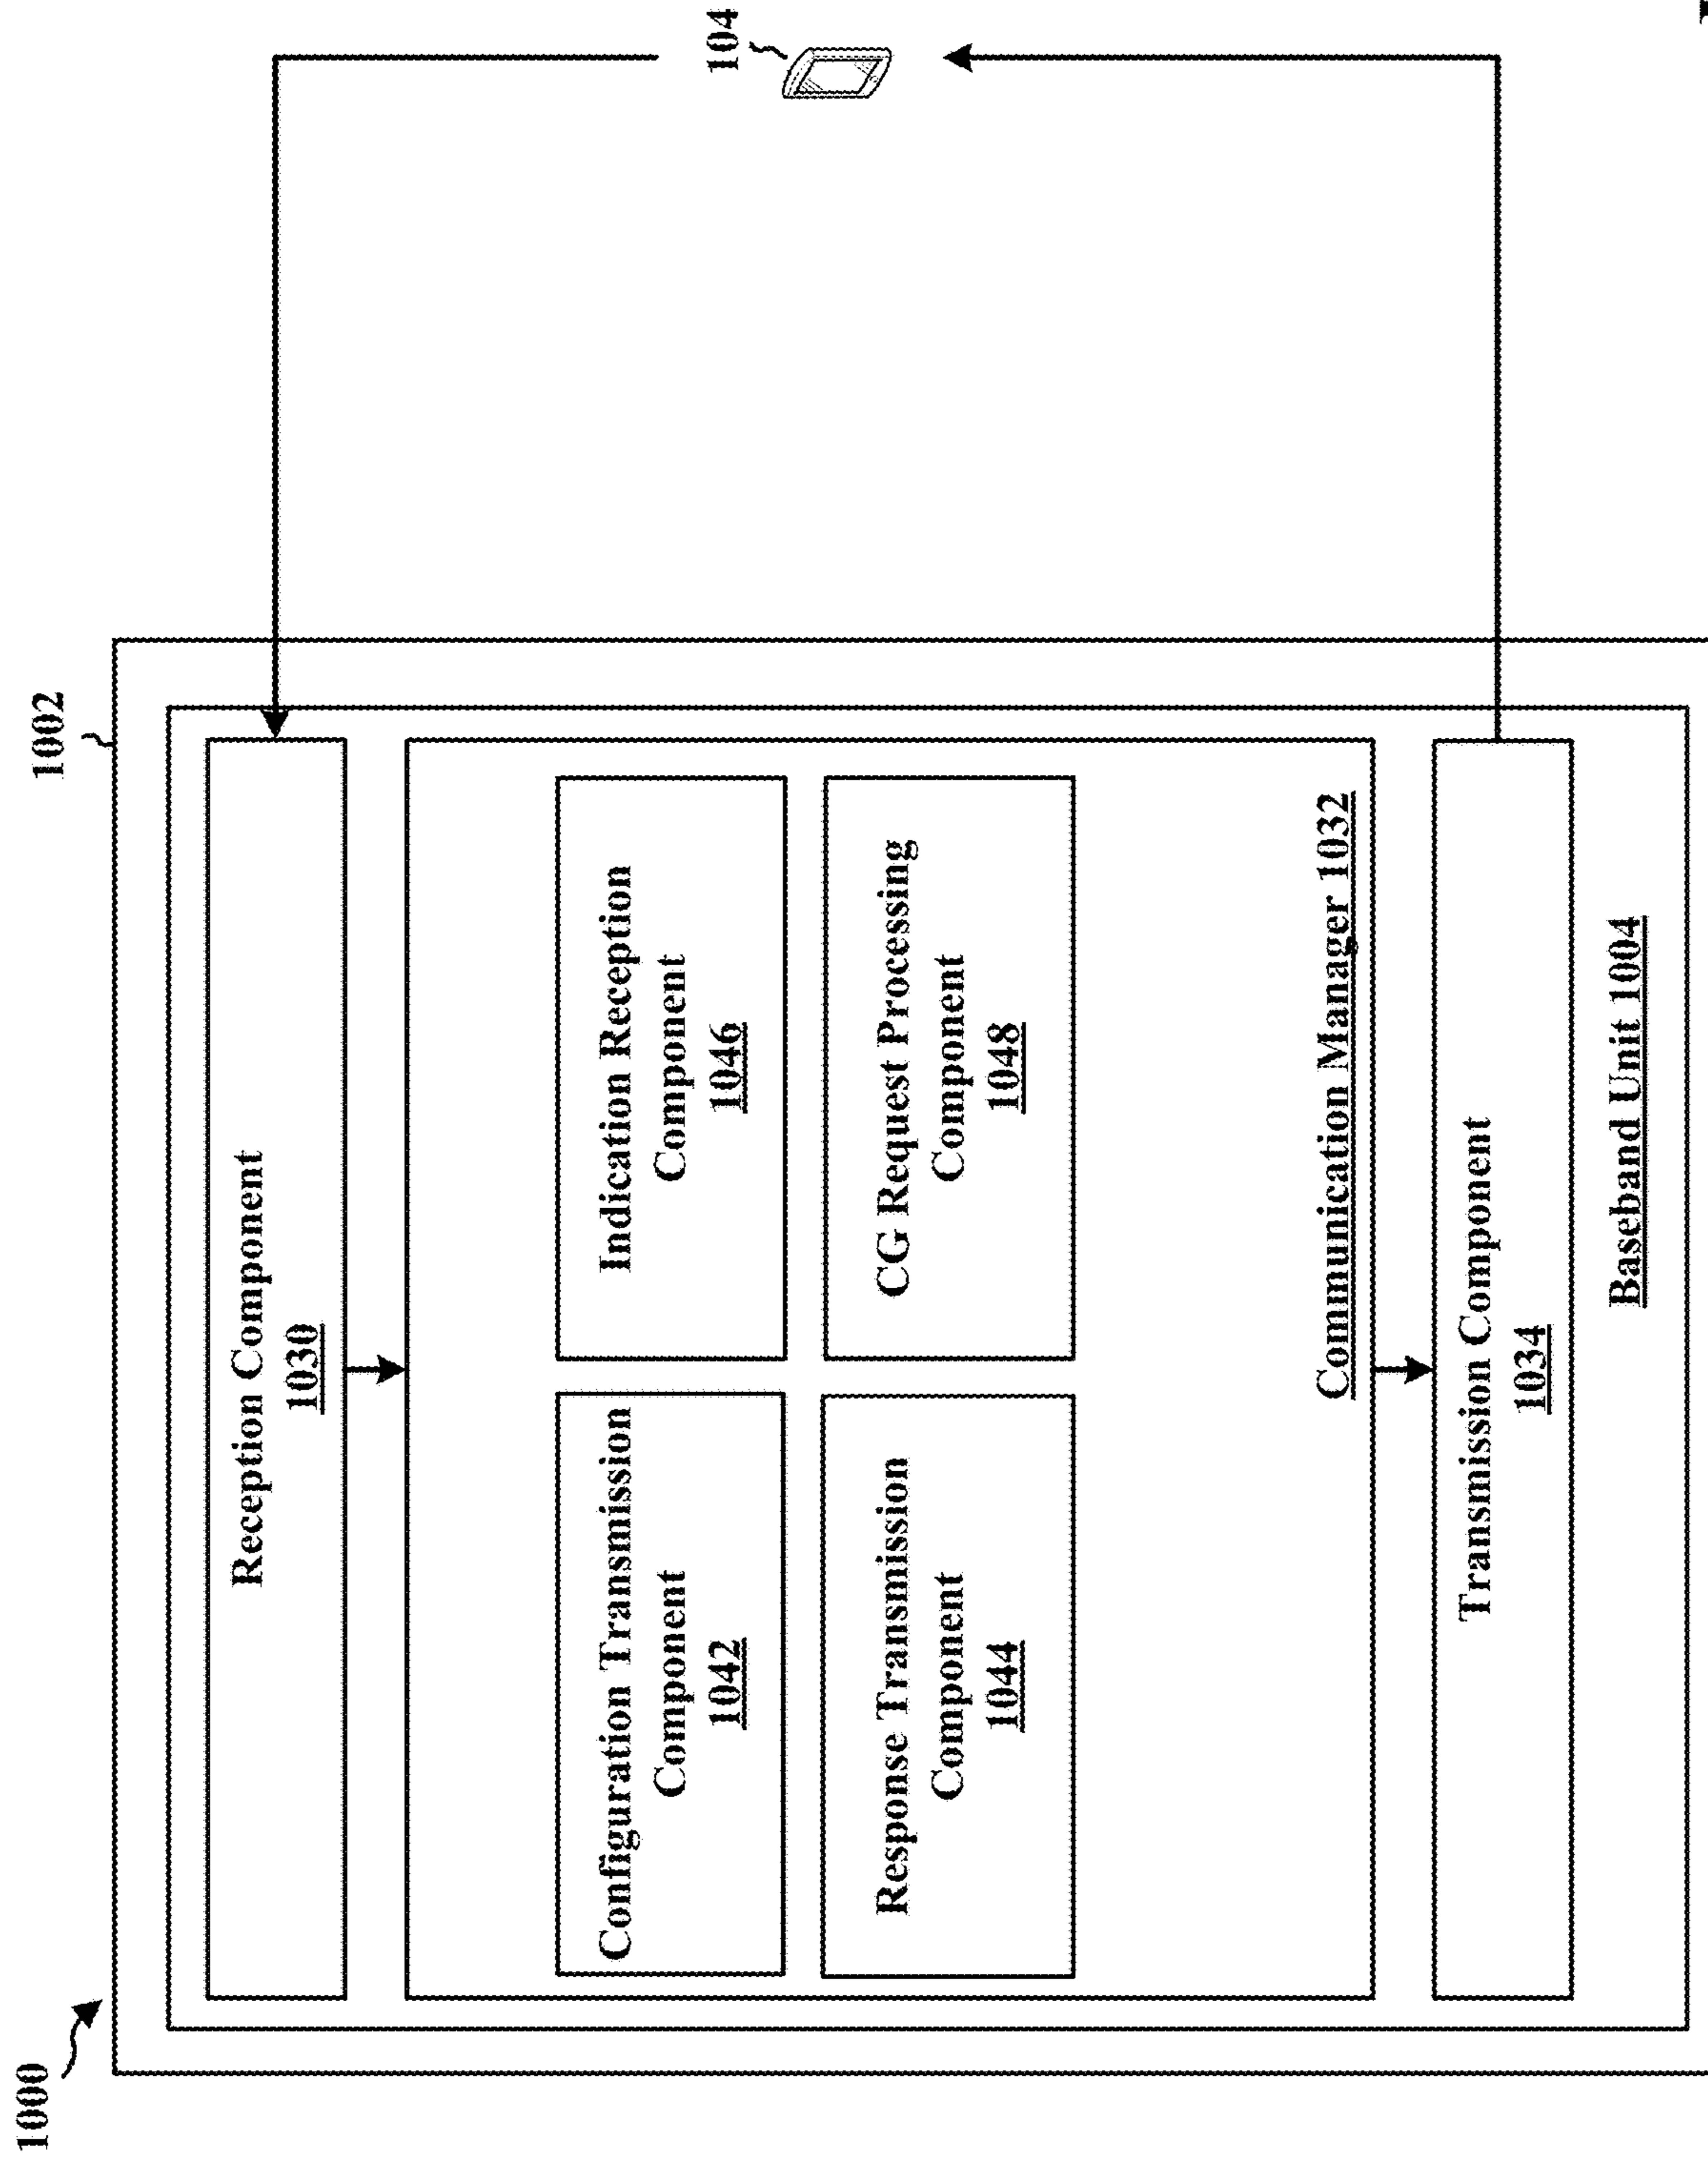 1000
1002
104
Reception Component
1030
Configuration Transmission
Component
1042
Indication Reception
Component
1046
Response Transmission
Component
1044
CG Request Processing
Component
1048
Communication Manager 1032
Transmission Component
1034
Baseband Unit 1004